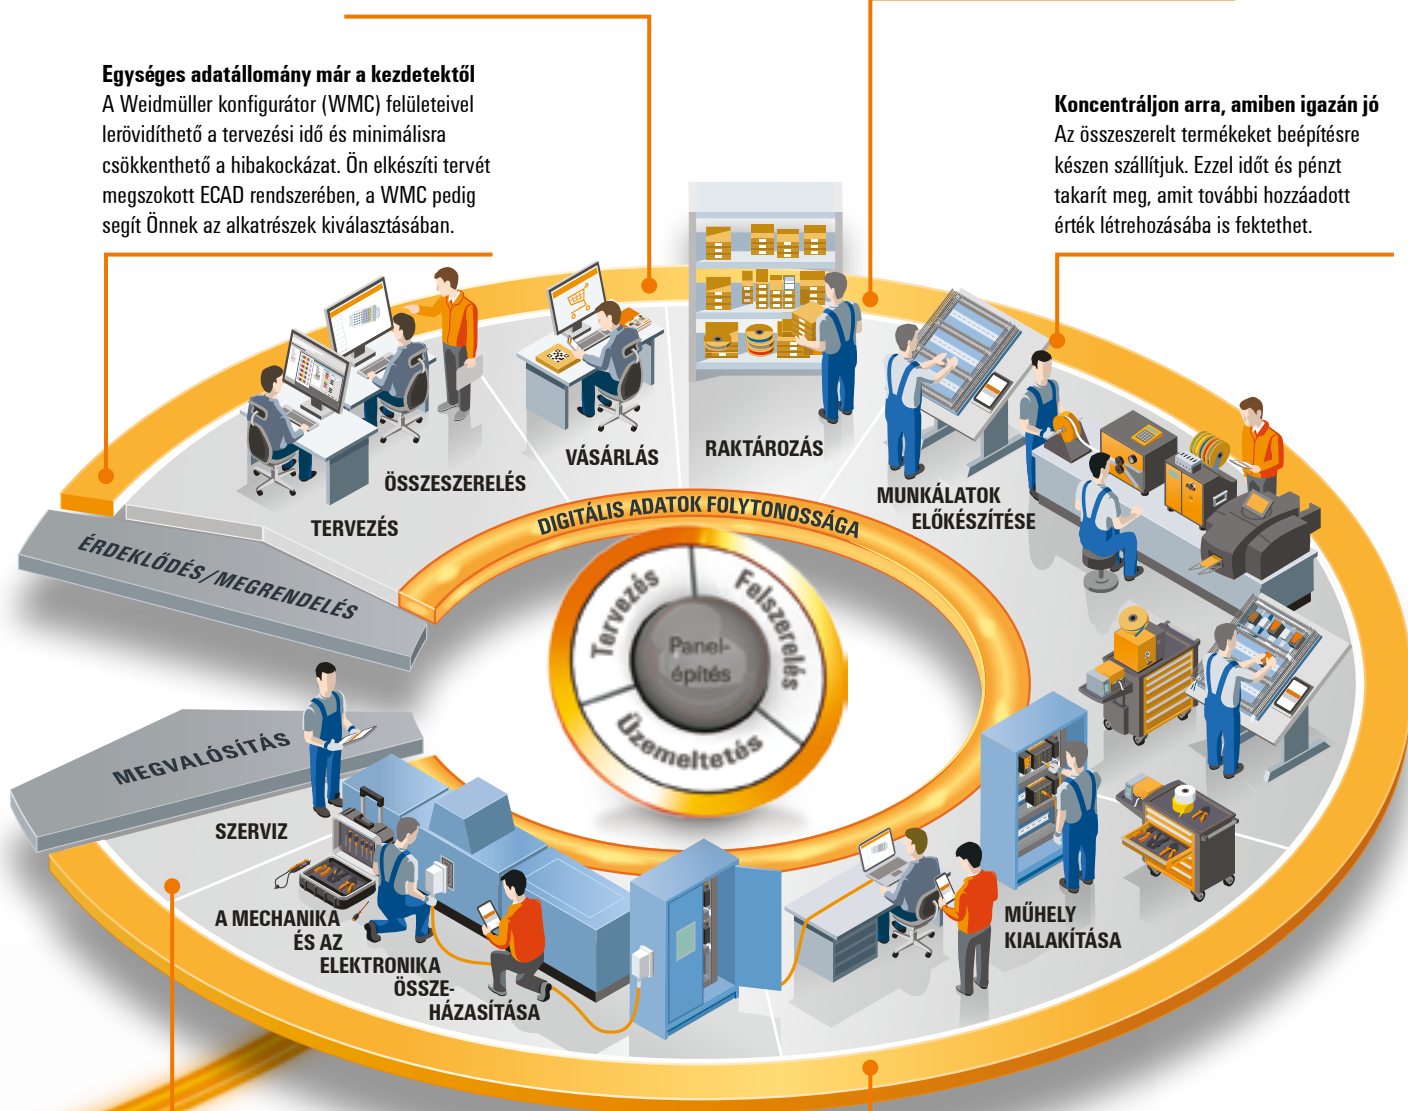 Egységes adatállomány már a kezdetektől
A Weidmüller konfigurátor (WMC) felületeivel
lerövidíthető a tervezési idő és minimálisra
csökkenthető a hibakockázat. Ön elkészíti tervét
megszokott ECAD rendszerében, a WMC pedig
segít Önnek az alkatrészek kiválasztásában.
Koncentráljon arra, amiben igazán jó
Az összeszerelt termékeket beépítésre
készen szállítjuk. Ezzel időt és pénzt
takarít meg, amit további hozzáadott
érték létrehozásába is fektethet.
ÉRDEKLŐDÉS/MEGRENDELÉS
TERVEZÉS
ÖSSZESZERELÉS
VÁSÁRLÁS
RAKTÁROZÁS
MUNKÁLATOK
ELŐKÉSZÍTÉSE
DIGITÁLIS ADATOK FOLYTONOSSÁGA
Tervezés
Felszerelés
Panel-
építés
Üzemeltetés
MEGVALÓSÍTÁS
SZERVIZ
A MECHANIKA
ÉS AZ
ELEKTRONIKA
ÖSSZE-
HÁZASÍTÁSA
MŰHELY
KIALAKÍTÁSA